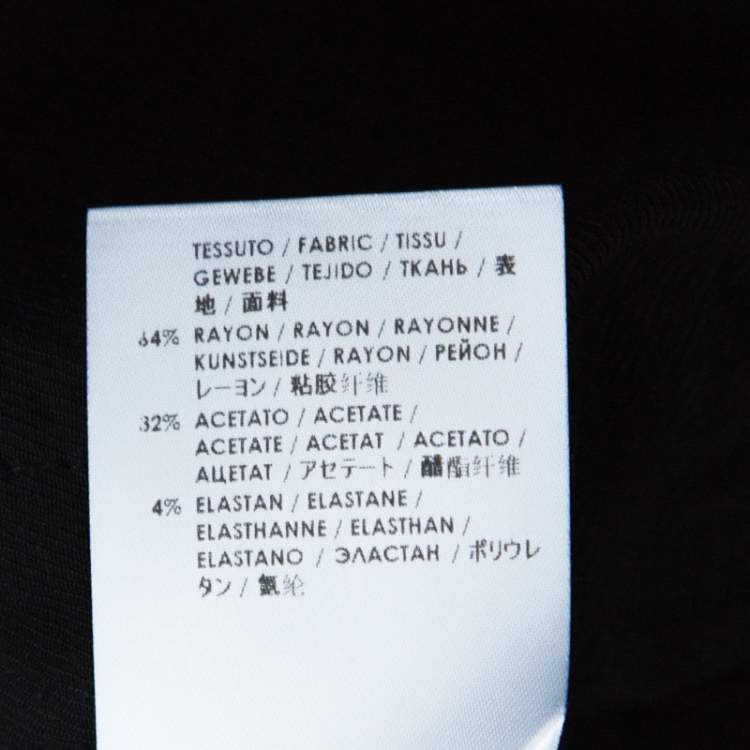 TESSUTO / FABRIC / TISSU /
GEWEBE / TEJIDO / ТКАНЬ / 表
地 / 面料
64% RAYON / RAYON / RAYONNE /
KUNSTSEIDE / RAYON / РЕЙОН /
レーヨン / 粘胶纤维
32% ACETATO / ACETATE /
ACETATE / ACETAT / ACETATO /
АЦЕТАТ / アセテート / 醋酯纤维
4% ELASTAN / ELASTANE /
ELASTHANNE / ELASTHAN /
ELASTANO / ЭЛАСТАН / ポリウレ
タン / 氨纶